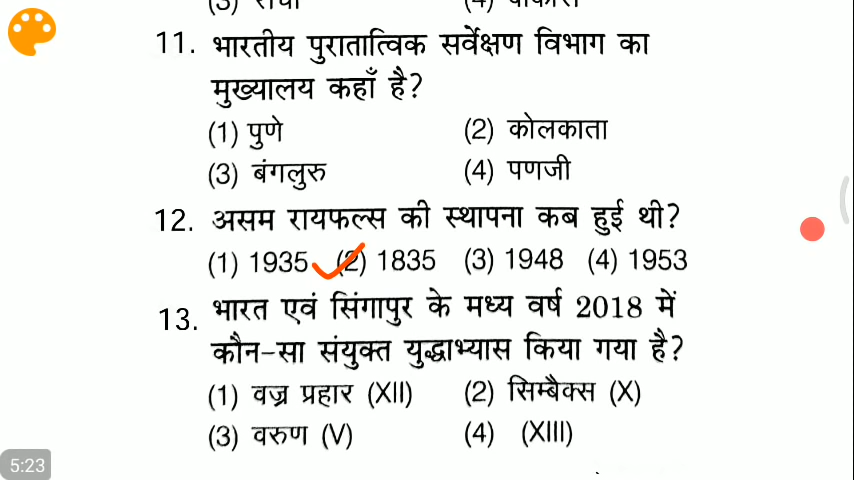 11. भारतीय पुरातात्विक सर्वेक्षण विभाग का
मुख्यालय कहाँ है?
(1) पुणे (2) कोलकाता
(3) बंगलुरु (4) पणजी
12. असम रायफल्स की स्थापना कब हुई थी?
(1) 1935 (2) 1835 (3) 1948 (4) 1953
13. भारत एवं सिंगापुर के मध्य वर्ष 2018 में
कौन-सा संयुक्त युद्धाभ्यास किया गया है?
(1) वज्र प्रहार (XII) (2) सिम्बैक्स (X)
(3) वरुण (V) (4) (XIII)
5:23